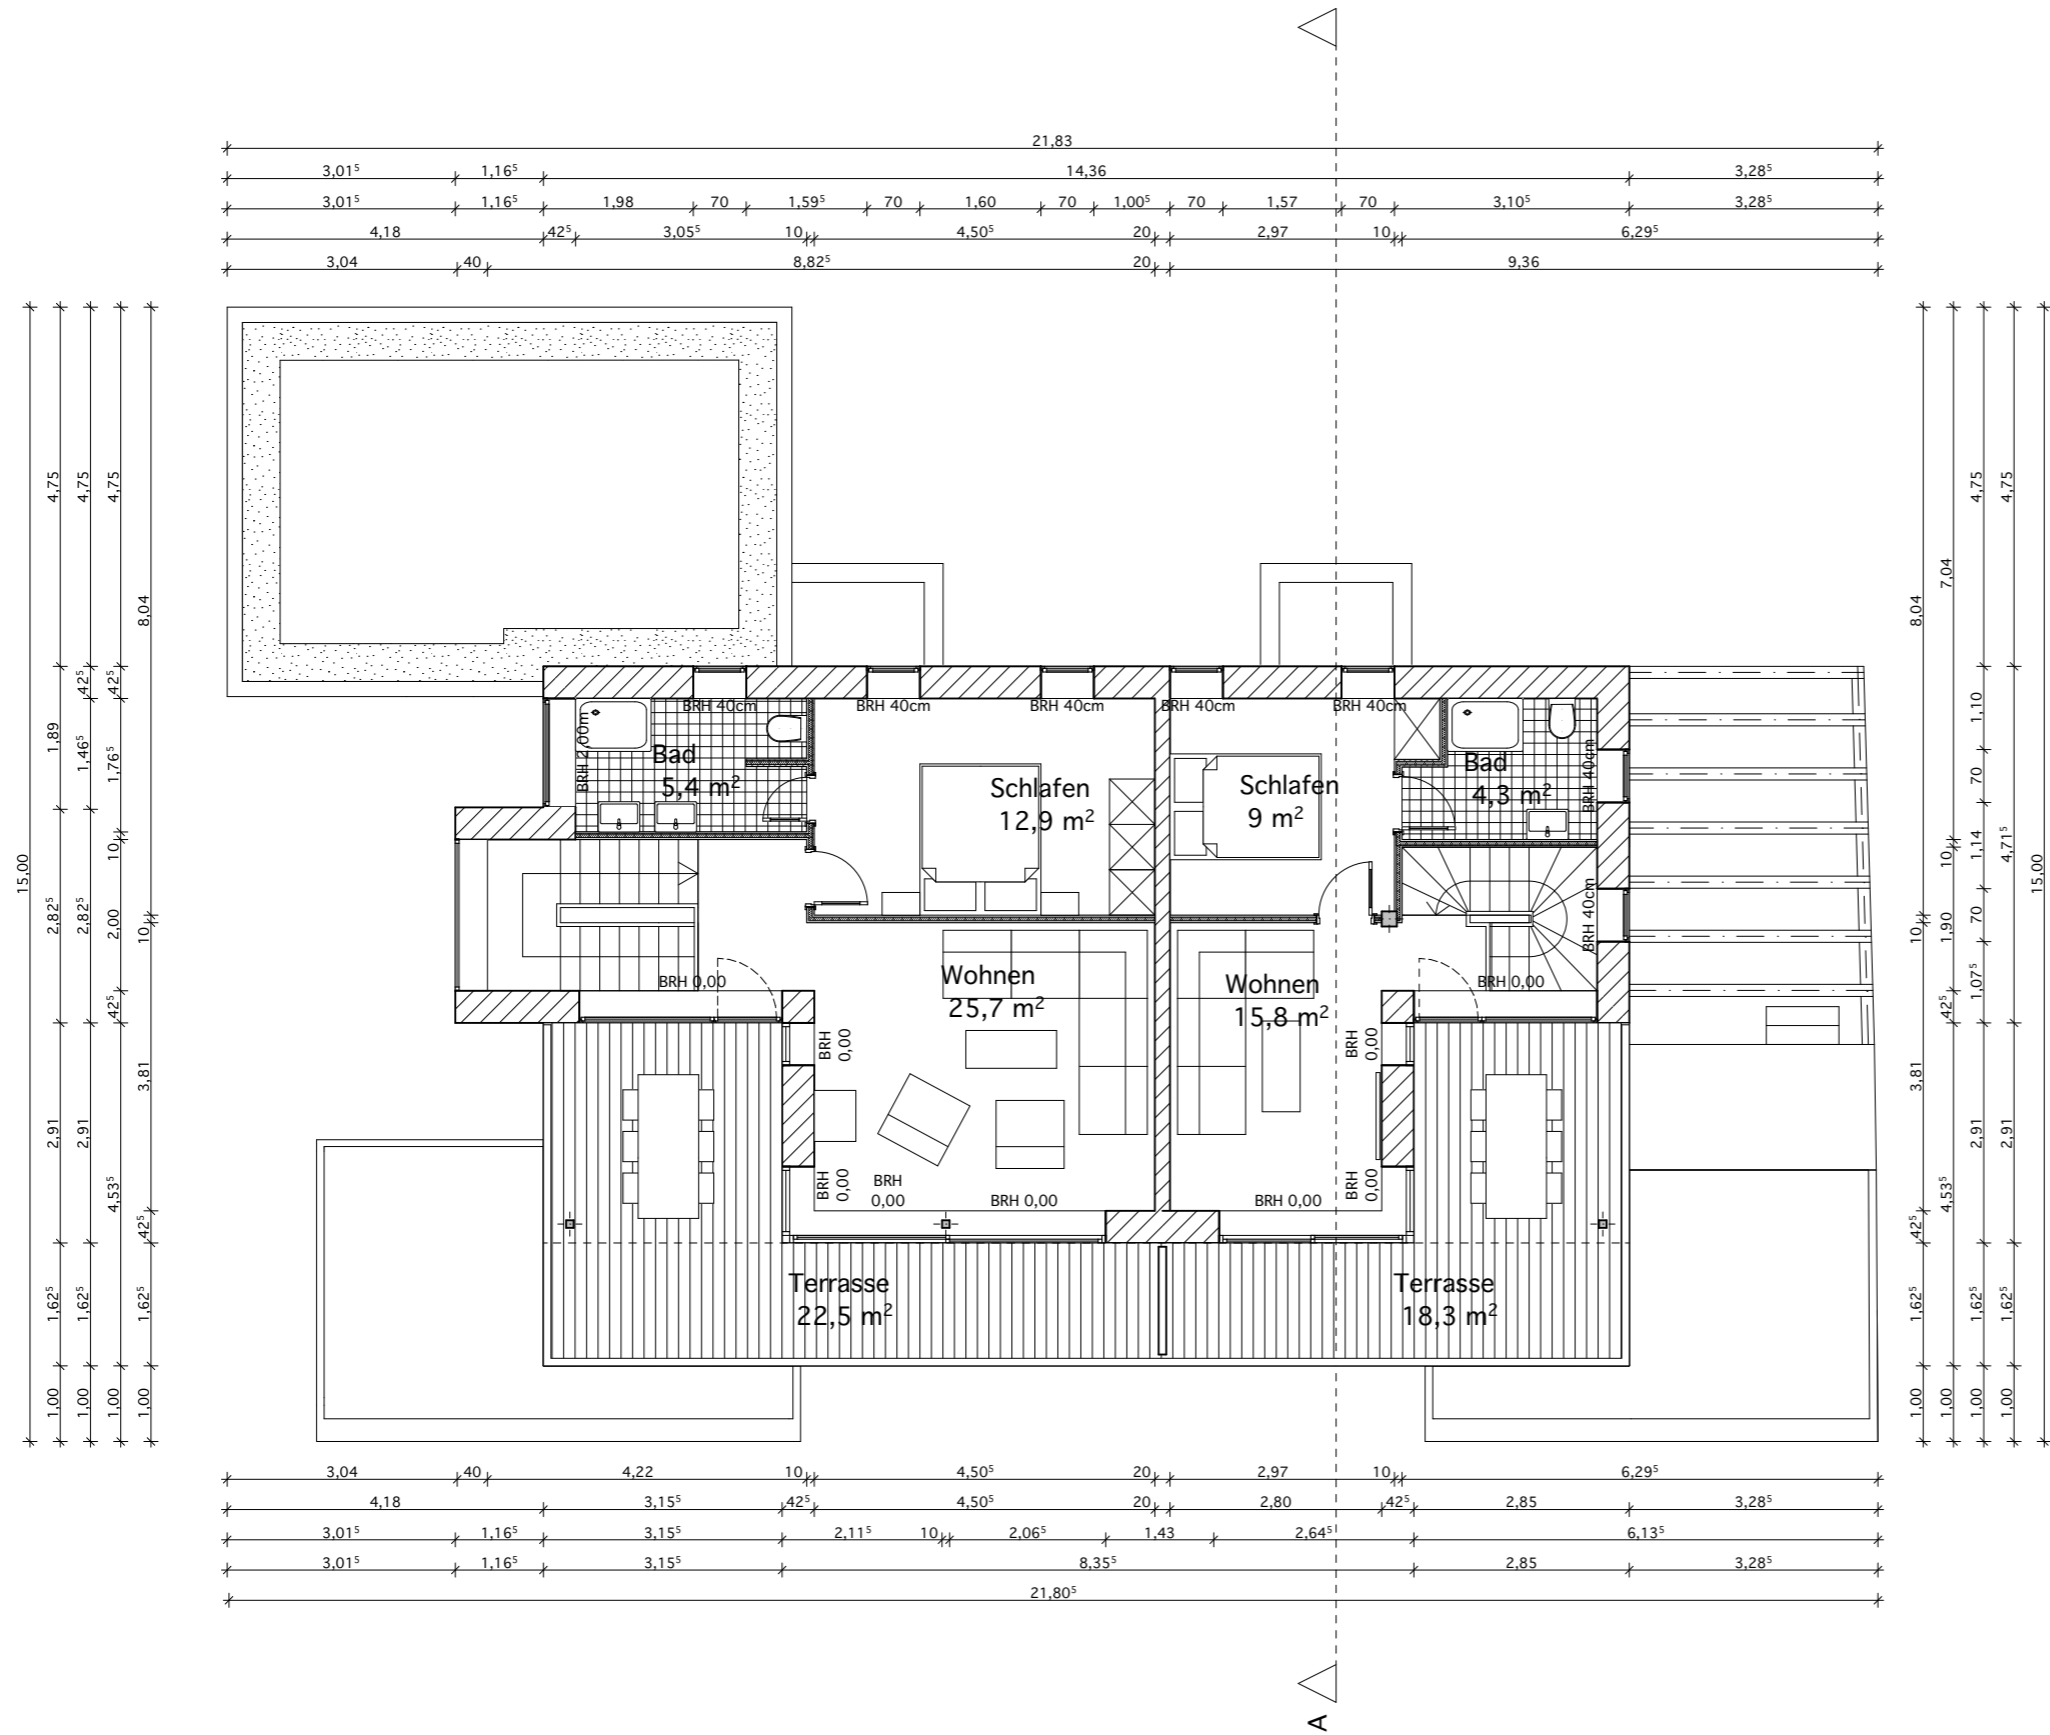 21,83
3,01⁵ 1,16⁵ 14,36 3,28⁵
3,01⁵ 1,16⁵ 1,98 70 1,59⁵ 70 1,60 70 1,00⁵ 70 1,57 70 3,10⁵ 3,28⁵
4,18 42⁵ 3,05⁵ 10 4,50⁵ 20 2,97 10 6,29⁵
3,04 40 8,82⁵ 20 9,36
15,00
4,75 1,89 2,82⁵ 2,91 1,62⁵ 1,00
4,75 42⁵ 1,46⁵ 2,82⁵ 2,91 1,62⁵ 1,00
4,75 42⁵ 1,76⁵ 10 2,00 42⁵ 4,53⁵ 1,00
8,04 10 3,81 42⁵ 1,62⁵ 1,00
BRH 40cm
BRH 40cm
BRH 40cm
BRH 40cm
BRH 40cm
BRH 2,00m
Bad
5,4 m²
Schlafen
12,9 m²
Schlafen
9 m²
Bad
4,3 m²
BRH 40cm
BRH 40cm
BRH 0,00
Wohnen
25,7 m²
Wohnen
15,8 m²
BRH 0,00
BRH
0,00
BRH
0,00
BRH
0,00
BRH
0,00
BRH 0,00
BRH 0,00
BRH
0,00
BRH
0,00
Terrasse
22,5 m²
Terrasse
18,3 m²
8,04 10 3,81 42⁵ 1,62⁵ 1,00
7,04 10 1,90 42⁵ 4,53⁵ 1,00
4,75 1,10 70 1,14 70 1,07⁵ 2,91 1,62⁵ 1,00
4,75 4,71⁵ 2,91 1,62⁵ 1,00
15,00
3,04 40 4,22 10 4,50⁵ 20 2,97 10 6,29⁵
4,18 3,15⁵ 42⁵ 4,50⁵ 20 2,80 42⁵ 2,85 3,28⁵
3,01⁵ 1,16⁵ 3,15⁵ 2,11⁵ 10 2,06⁵ 1,43 2,64⁵ 6,13⁵
3,01⁵ 1,16⁵ 3,15⁵ 8,35⁵ 2,85 3,28⁵
21,80⁵
A